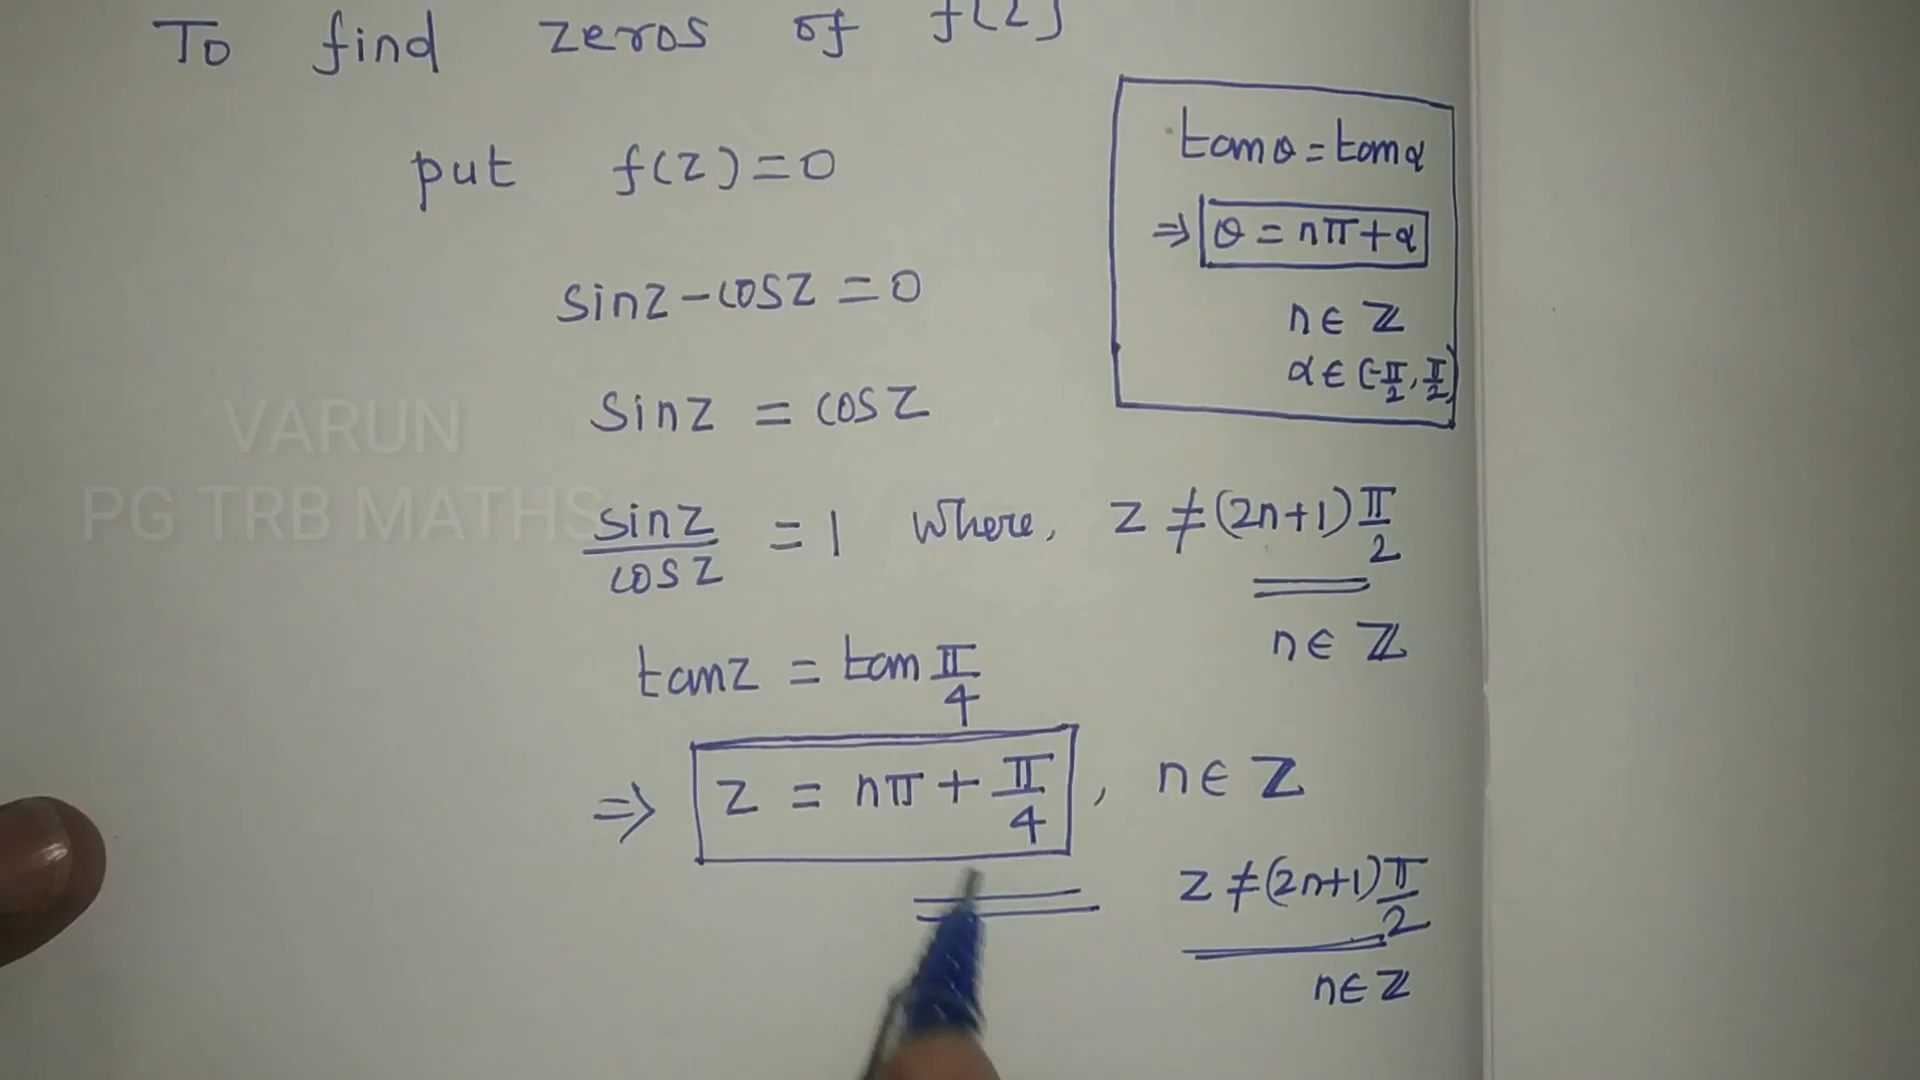 To find zeros of f(z)
put f(z)=0
sinz-cosz=0
sinz = cosz
sinz/cosz = 1 where, z ≠(2n+1)π/2
n∈ℤ
tanz = tan π/4
⇒ z = nπ + π/4, n∈ℤ
z≠(2n+1)π/2
n∈ℤ
tanθ=tanα
⇒ θ=nπ+α
n∈ℤ
α∈(-π/2,π/2)
VARUN
PG TRB MATHS